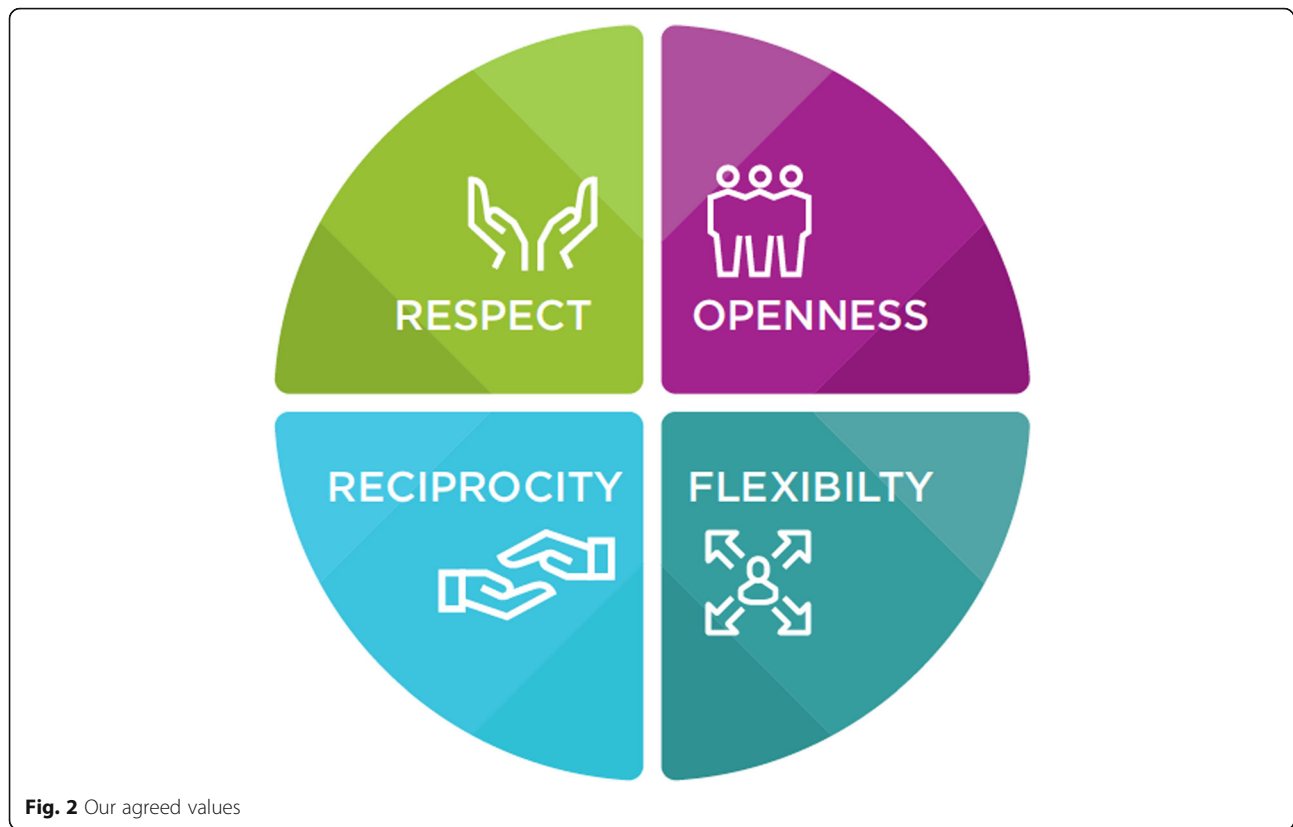 RESPECT
OPENNESS
RECIPROCITY
FLEXIBILTY
Fig. 2 Our agreed values